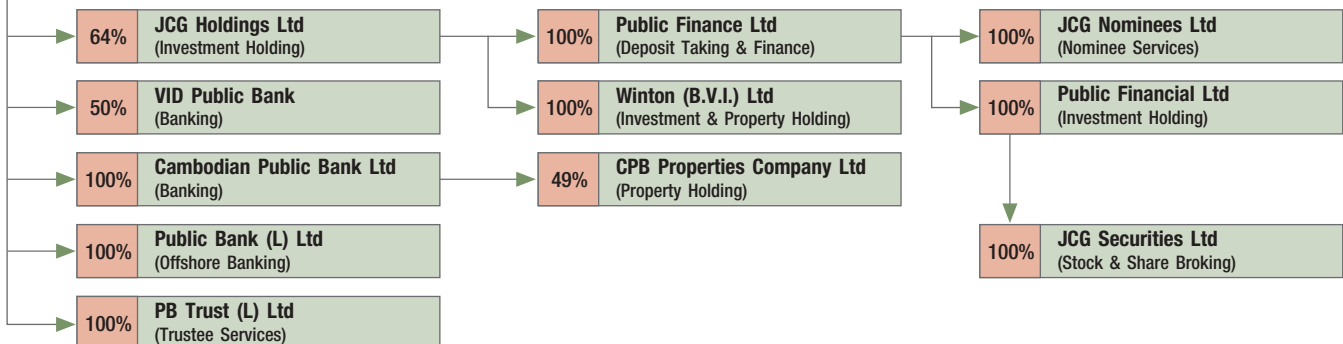 64%
JCG Holdings Ltd
(Investment Holding)
100%
Public Finance Ltd
(Deposit Taking & Finance)
100%
JCG Nominees Ltd
(Nominee Services)
50%
VID Public Bank
(Banking)
100%
Winton (B.V.I.) Ltd
(Investment & Property Holding)
100%
Public Financial Ltd
(Investment Holding)
100%
Cambodian Public Bank Ltd
(Banking)
49%
CPB Properties Company Ltd
(Property Holding)
100%
Public Bank (L) Ltd
(Offshore Banking)
100%
JCG Securities Ltd
(Stock & Share Broking)
100%
PB Trust (L) Ltd
(Trustee Services)